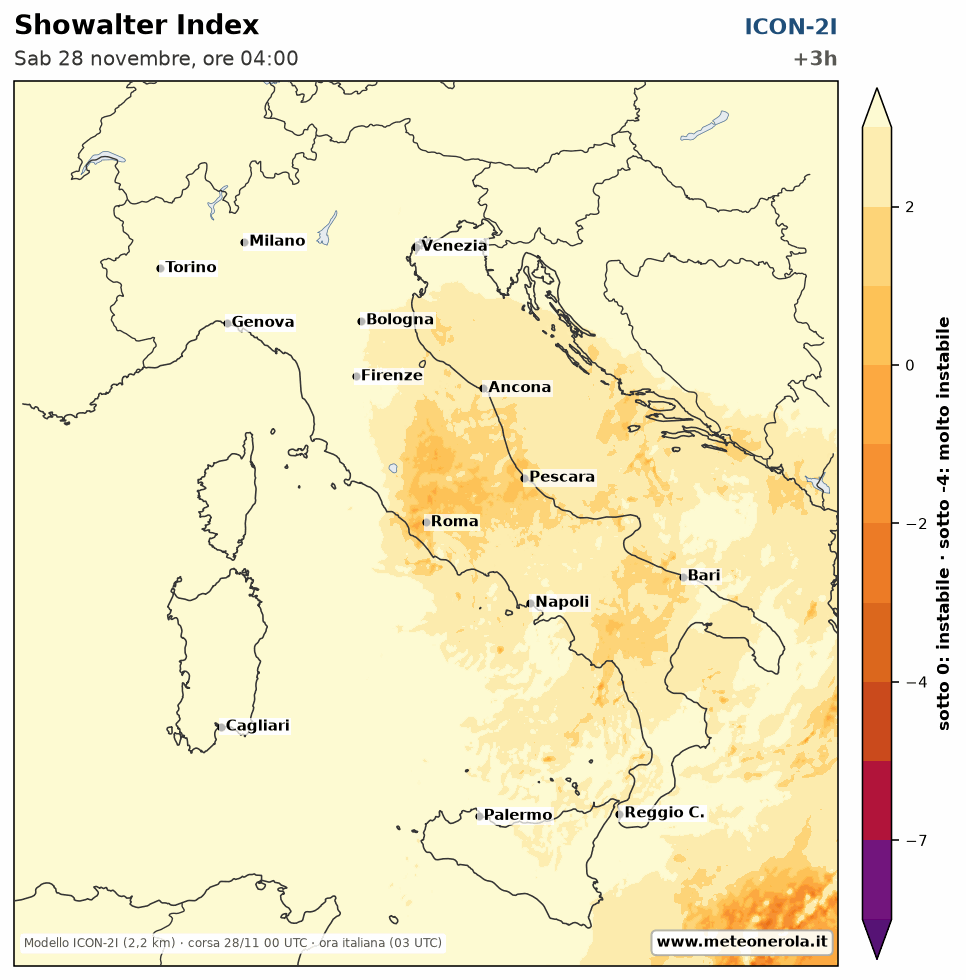 Showalter Index
ICON-2I
Sab 28 novembre, ore 04:00
+3h
Milano
Venezia
Torino
Genova
Bologna
Firenze
Ancona
Pescara
Roma
Bari
Napoli
Cagliari
Palermo
Reggio C.
2
0
−2
−4
−7
sotto 0: instabile · sotto -4: molto instabile
Modello ICON-2I (2,2 km) · corsa 28/11 00 UTC · ora italiana (03 UTC)
www.meteonerola.it